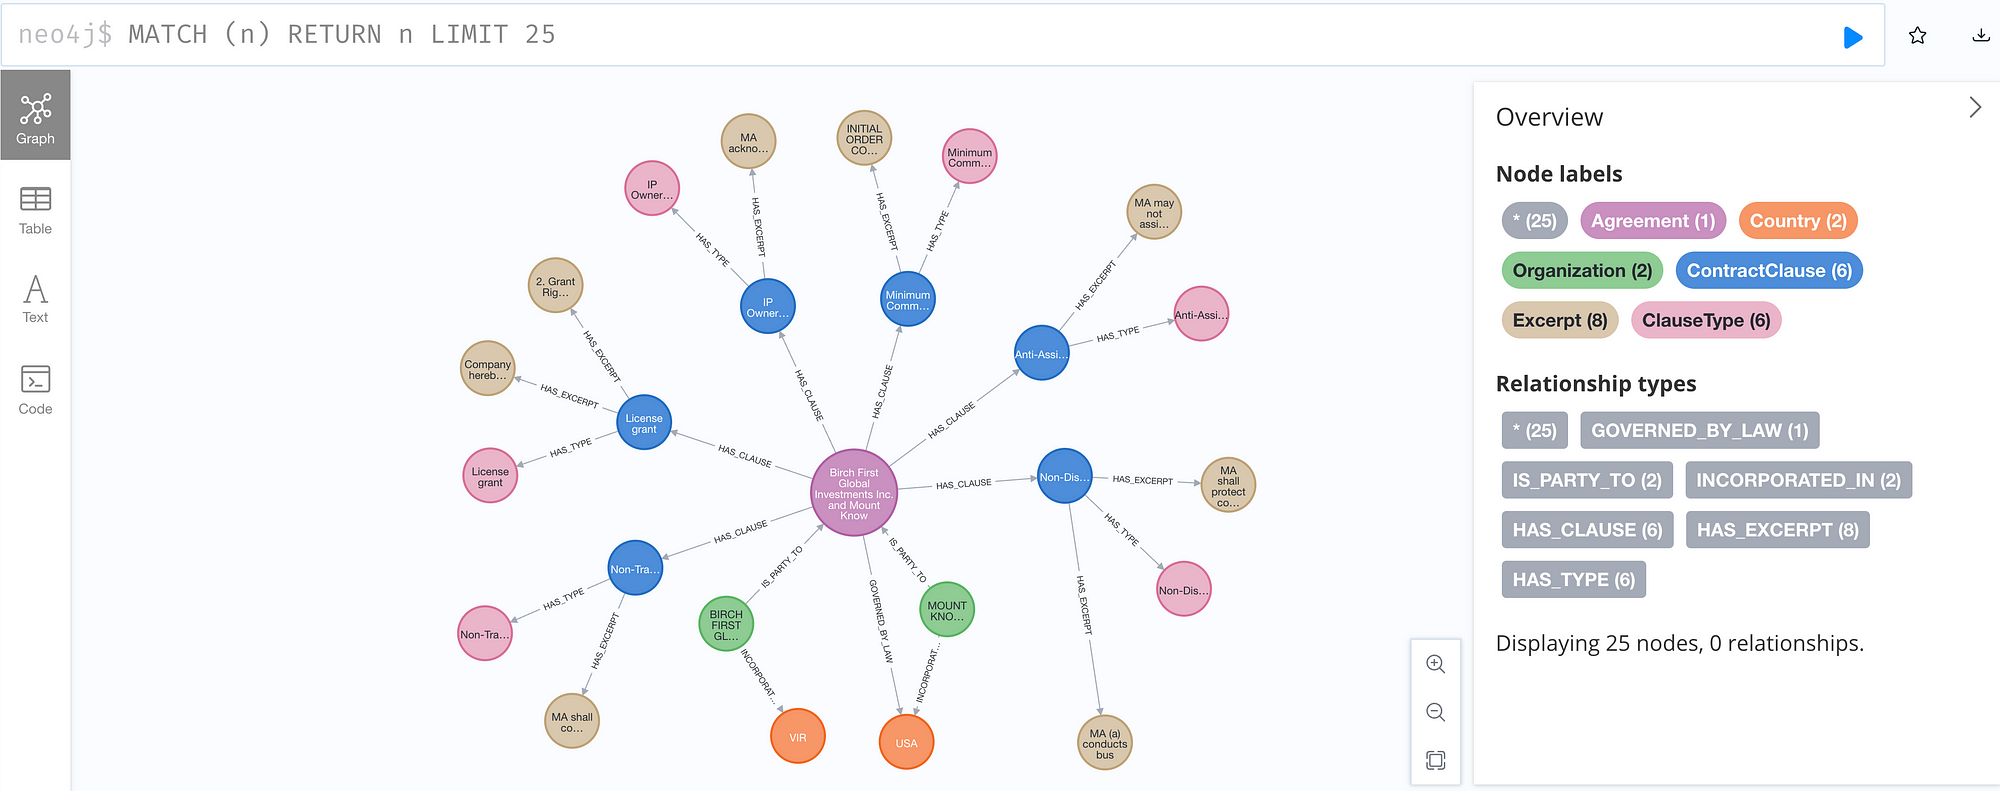 neo4j$ MATCH (n) RETURN n LIMIT 25
Graph
Table
Text
Code
MA
ackno...
INITIAL
ORDER
CO...
Minimum
Comm...
IP
Owner...
MA may
not
assi...
2. Grant
Rig...
IP
Owner...
Minimum
Comm...
Anti-Assi...
Anti-Assi...
Company
hereb...
License
grant
License
grant
Birch First
Global
Investments Inc.
and Mount
Know
Non-Dis...
MA
shall
protect
co...
Non-Tra...
Non-Dis...
Non-Tra...
BIRCH
FIRST
GL...
MOUNT
KNO...
MA shall
co...
VIR
USA
MA (a)
conducts
bus
HAS_TYPE
HAS_EXCERPT
HAS_EXCERPT
HAS_TYPE
HAS_EXCERPT
HAS_TYPE
HAS_EXCERPT
HAS_EXCERPT
HAS_TYPE
HAS_CLAUSE
HAS_CLAUSE
HAS_CLAUSE
HAS_CLAUSE
HAS_CLAUSE
HAS_CLAUSE
HAS_EXCERPT
HAS_TYPE
HAS_EXCERPT
HAS_TYPE
HAS_EXCERPT
IS_PARTY_TO
IS_PARTY_TO
GOVERNED_BY_LAW
INCORPORAT...
INCORPORAT...
Overview
Node labels
* (25) Agreement (1) Country (2)
Organization (2) ContractClause (6)
Excerpt (8) ClauseType (6)
Relationship types
* (25) GOVERNED_BY_LAW (1)
IS_PARTY_TO (2) INCORPORATED_IN (2)
HAS_CLAUSE (6) HAS_EXCERPT (8)
HAS_TYPE (6)
Displaying 25 nodes, 0 relationships.